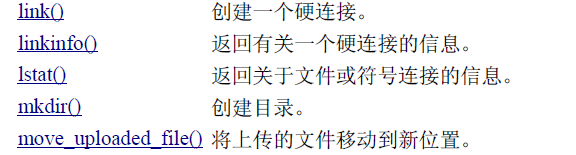 link() 创建一个硬连接。
linkinfo() 返回有关一个硬连接的信息。
lstat() 返回关于文件或符号连接的信息。
mkdir() 创建目录。
move_uploaded_file() 将上传的文件移动到新位置。